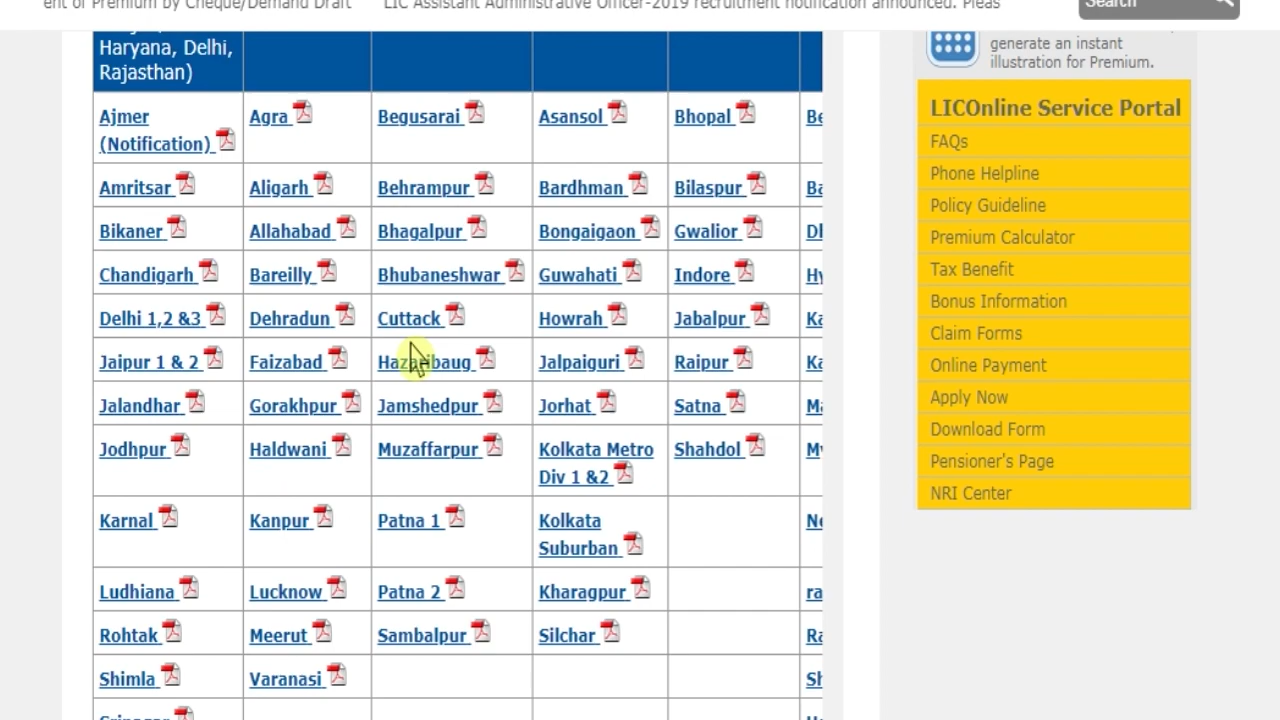 ent of Premium by Cheque/Demand Draft LIC Assistant Administrative Officer-2019 recruitment notification announced. Pleas
Search
Haryana, Delhi,
Rajasthan)
Ajmer
(Notification)
Agra
Begusarai
Asansol
Bhopal
Amritsar
Aligarh
Behrampur
Bardhman
Bilaspur
Bikaner
Allahabad
Bhagalpur
Bongaigaon
Gwalior
Chandigarh
Bareilly
Bhubaneshwar
Guwahati
Indore
Delhi 1,2 &3
Dehradun
Cuttack
Howrah
Jabalpur
Jaipur 1 & 2
Faizabad
Hazaribaug
Jalpaiguri
Raipur
Jalandhar
Gorakhpur
Jamshedpur
Jorhat
Satna
Jodhpur
Haldwani
Muzaffarpur
Kolkata Metro
Div 1 &2
Shahdol
Karnal
Kanpur
Patna 1
Kolkata
Suburban
Ludhiana
Lucknow
Patna 2
Kharagpur
Rohtak
Meerut
Sambalpur
Silchar
Shimla
Varanasi
generate an instant
illustration for Premium.
LICOnline Service Portal
FAQs
Phone Helpline
Policy Guideline
Premium Calculator
Tax Benefit
Bonus Information
Claim Forms
Online Payment
Apply Now
Download Form
Pensioner's Page
NRI Center